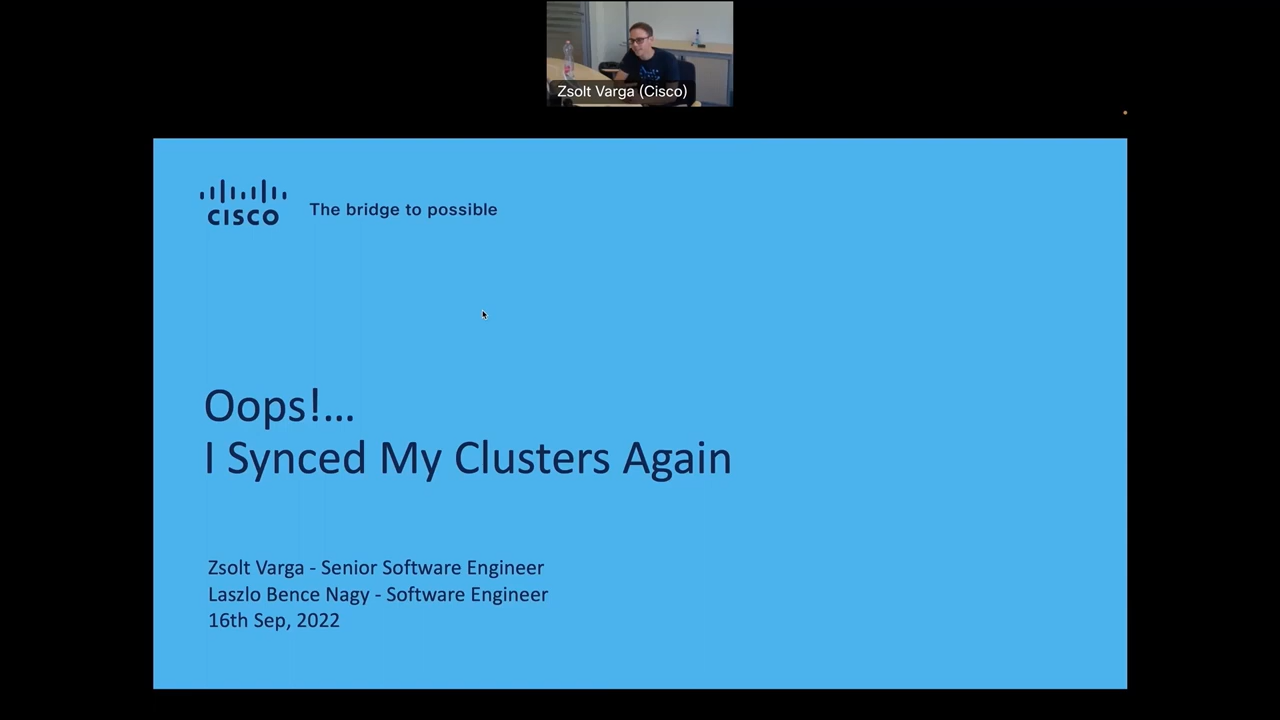 Zsolt Varga (Cisco)
CISCO
The bridge to possible
Oops!...
I Synced My Clusters Again
Zsolt Varga - Senior Software Engineer
Laszlo Bence Nagy - Software Engineer
16th Sep, 2022